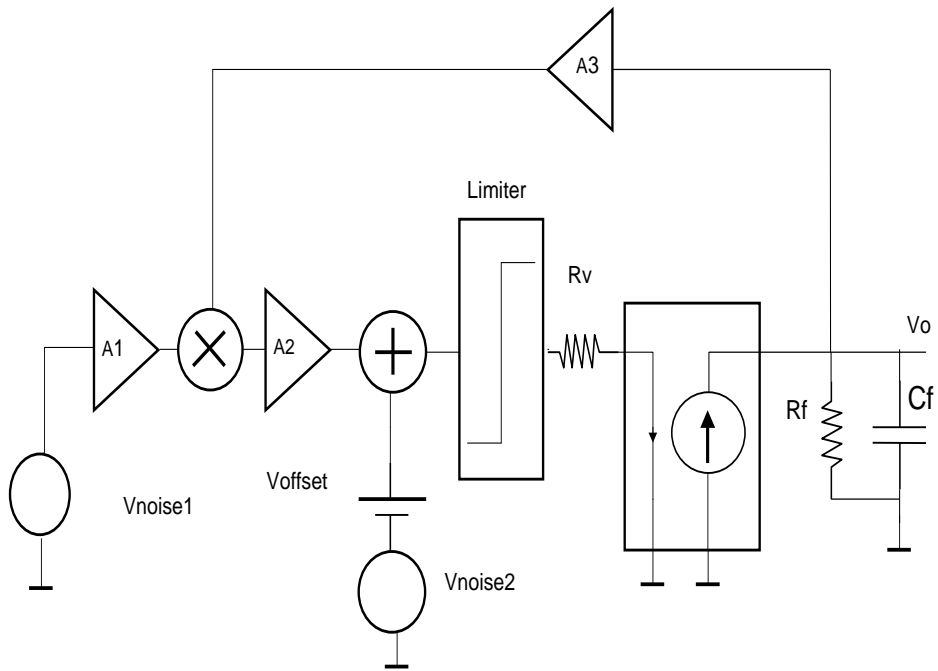 A3
Limiter
Rv
Vo
A1
A2
Rf
Cf
Voffset
Vnoise1
Vnoise2